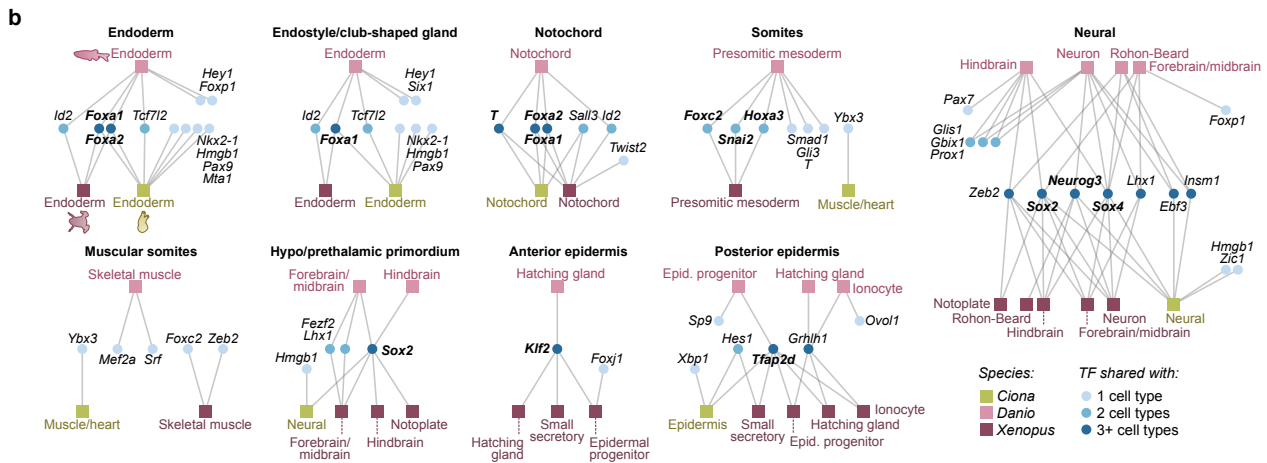 b
Endoderm
Endoderm
Hey1
Foxp1
Id2
Foxa1
Tcf7l2
Foxa2
Nkx2-1
Hmgb1
Pax9
Mta1
Endoderm
Endoderm
Endostyle/club-shaped gland
Endoderm
Hey1
Six1
Id2
Tcf7l2
Foxa1
Nkx2-1
Hmgb1
Pax9
Endoderm
Endoderm
Notochord
Notochord
T
Foxa2
Sall3
Id2
Foxa1
Twist2
Notochord
Notochord
Somites
Presomitic mesoderm
Foxc2
Hoxa3
Ybx3
Snai2
Smad1
Gli3
T
Presomitic mesoderm
Muscle/heart
Neural
Neuron
Rohon-Beard
Hindbrain
Forebrain/midbrain
Pax7
Foxp1
Glis1
Gbix1
Prox1
Zeb2
Neurog3
Lhx1
Insm1
Sox2
Sox4
Ebf3
Hmgb1
Zic1
Notoplate
Rohon-Beard
Hindbrain
Neuron
Forebrain/midbrain
Neural
Muscular somites
Skeletal muscle
Ybx3
Mef2a
Srf
Foxc2
Zeb2
Muscle/heart
Skeletal muscle
Hypo/prethalamic primordium
Forebrain/
midbrain
Hindbrain
Fezf2
Lhx1
Hmgb1
Sox2
Neural
Notoplate
Forebrain/
midbrain
Hindbrain
Anterior epidermis
Hatching gland
Klf2
Foxj1
Hatching
gland
Small
secretory
Epidermal
progenitor
Posterior epidermis
Epid. progenitor
Hatching gland
Ionocyte
Sp9
Ovol1
Hes1
Grhlh1
Xbp1
Tfap2d
Epidermis
Small
secretory
Epid. progenitor
Hatching gland
Ionocyte
Species:
Ciona
Danio
Xenopus
TF shared with:
1 cell type
2 cell types
3+ cell types